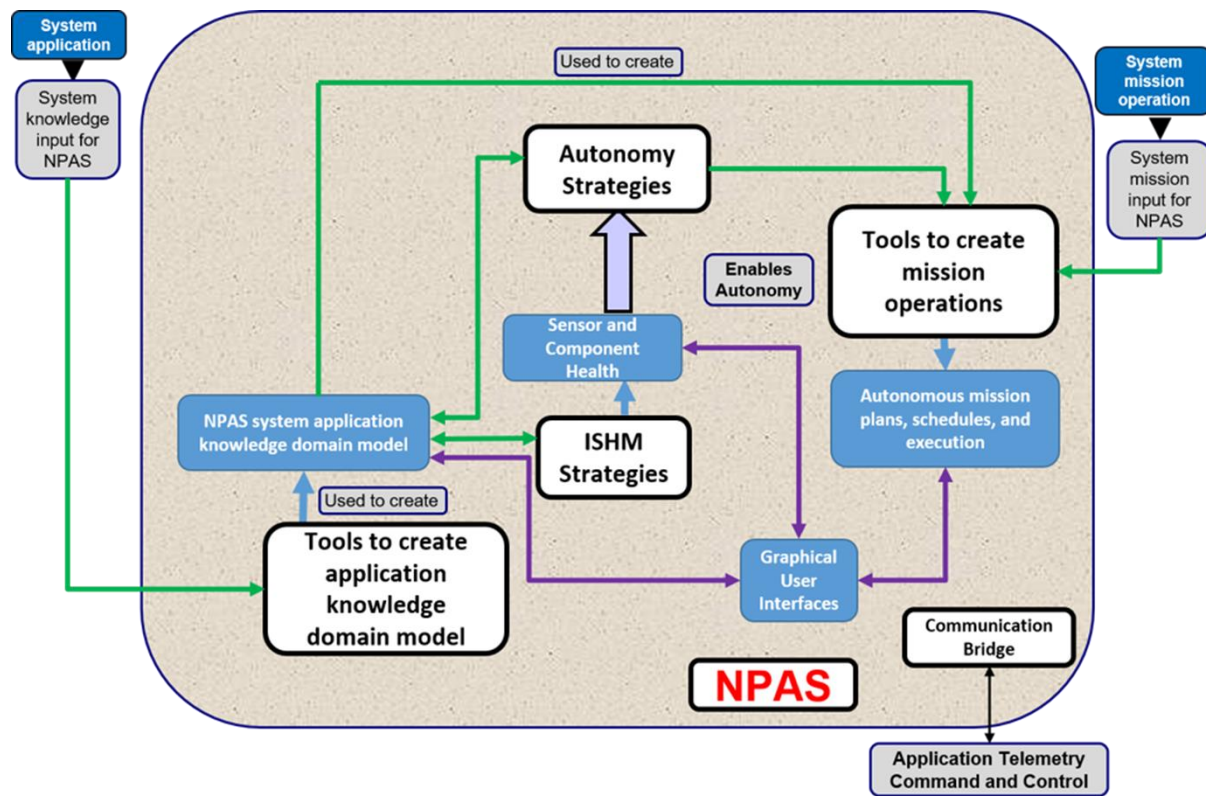 System
application
System
knowledge
input for
NPAS
Used to create
System
mission
operation
System
mission
input for
NPAS
Autonomy
Strategies
Tools to create
mission
operations
Enables
Autonomy
Sensor and
Component
Health
Autonomous mission
plans, schedules, and
execution
NPAS system application
knowledge domain model
ISHM
Strategies
Used to create
Tools to create
application
knowledge
domain model
Graphical
User
Interfaces
Communication
Bridge
NPAS
Application Telemetry
Command and Control